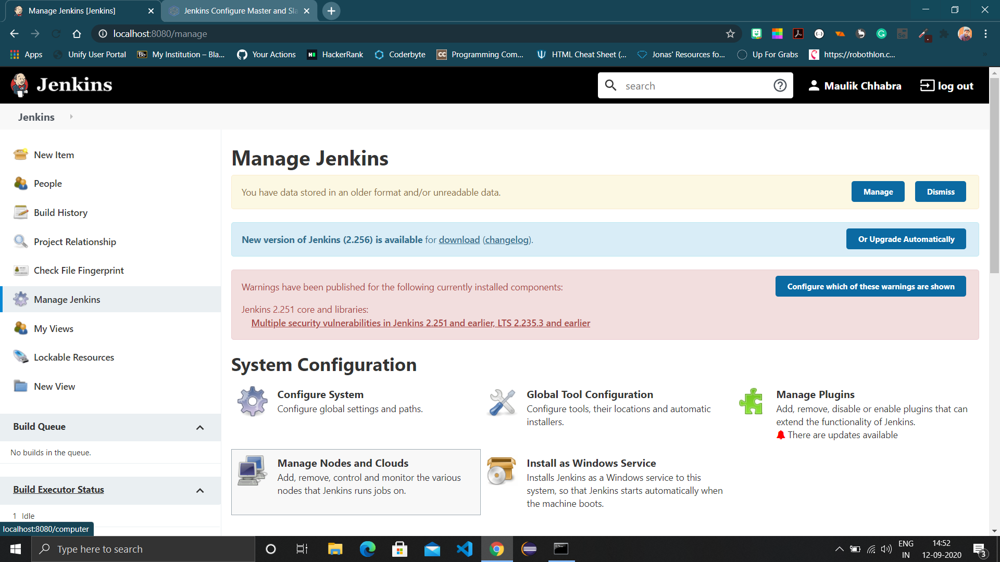 Manage Jenkins [Jenkins]
Jenkins Configure Master and Sla
localhost:8080/manage
Apps
Unify User Portal
Bb
My Institution – Bla...
Your Actions
HackerRank
Coderbyte
CC
Programming Com...
HTML Cheat Sheet (...
Jonas' Resources fo...
Up For Grabs
https://robothlon.c...
Jenkins
search
Maulik Chhabra
log out
Jenkins
New Item
People
Build History
Project Relationship
Check File Fingerprint
Manage Jenkins
My Views
Lockable Resources
New View
Build Queue
No builds in the queue.
Build Executor Status
1 Idle
localhost:8080/computer
Manage Jenkins
You have data stored in an older format and/or unreadable data.
Manage
Dismiss
New version of Jenkins (2.256) is available for download (changelog).
Or Upgrade Automatically
Warnings have been published for the following currently installed components:
Configure which of these warnings are shown
Jenkins 2.251 core and libraries:
Multiple security vulnerabilities in Jenkins 2.251 and earlier, LTS 2.235.3 and earlier
System Configuration
Configure System
Configure global settings and paths.
Global Tool Configuration
Configure tools, their locations and automatic
installers.
Manage Plugins
Add, remove, disable or enable plugins that can
extend the functionality of Jenkins.
There are updates available
Manage Nodes and Clouds
Add, remove, control and monitor the various
nodes that Jenkins runs jobs on.
Install as Windows Service
Installs Jenkins as a Windows service to this
system, so that Jenkins starts automatically when
the machine boots.
Type here to search
ENG
IN
14:52
12-09-2020
3